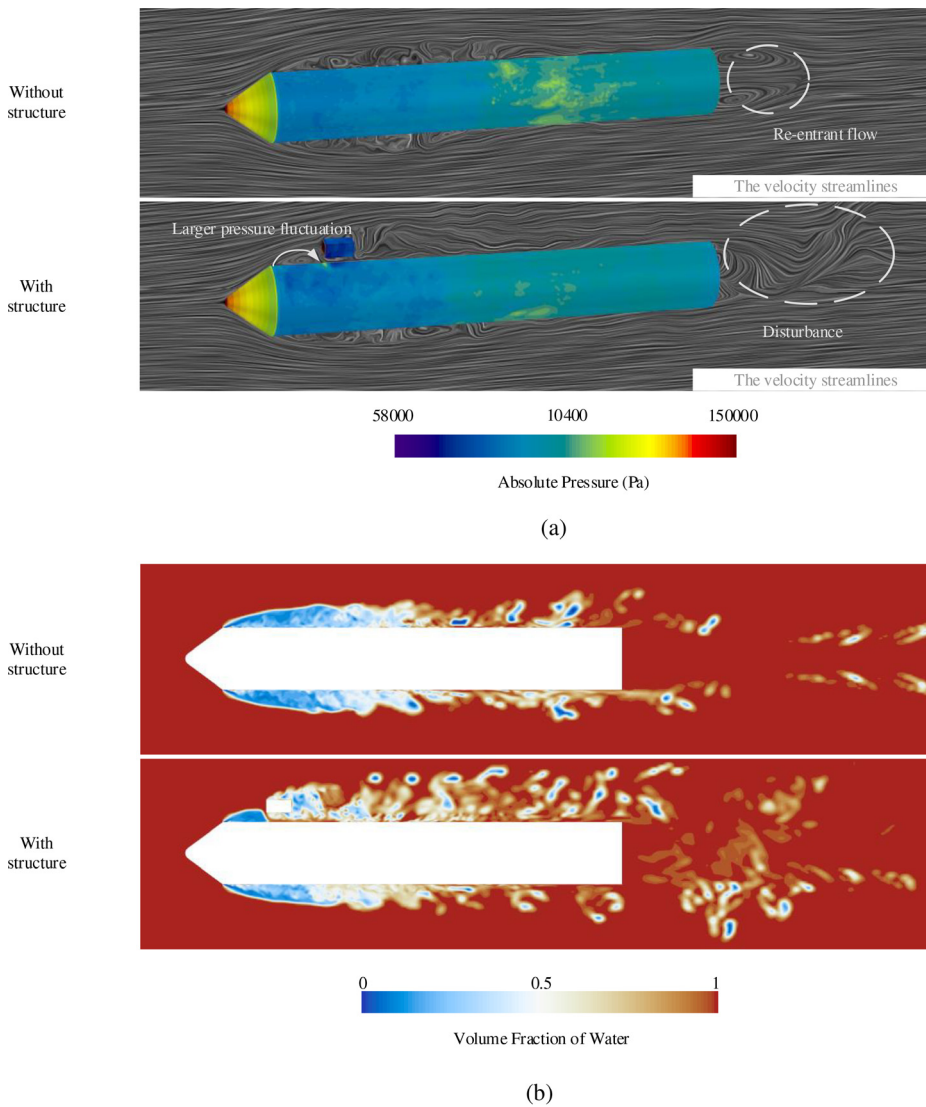 Without
structure
Re-entrant flow
The velocity streamlines
Larger pressure fluctuation
With
structure
Disturbance
The velocity streamlines
58000 10400 150000
Absolute Pressure (Pa)
(a)
Without
structure
With
structure
0 0.5 1
Volume Fraction of Water
(b)